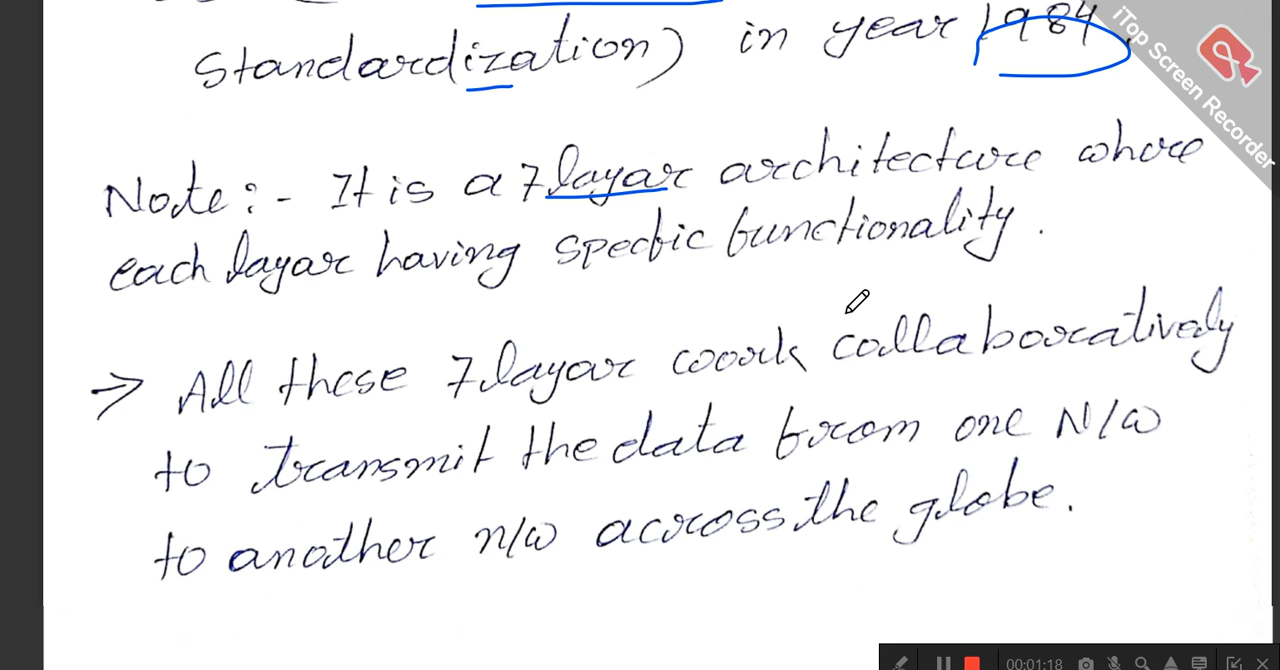 Standardization) in year 1984.
iTop Screen Recorder
Note:- It is a 7 layar architecture where
each layar having specfic functionality.
→ All these 7 layar work collaboratively
to transmit the data from one N/w
to another n/w across the globe.
00:01:18